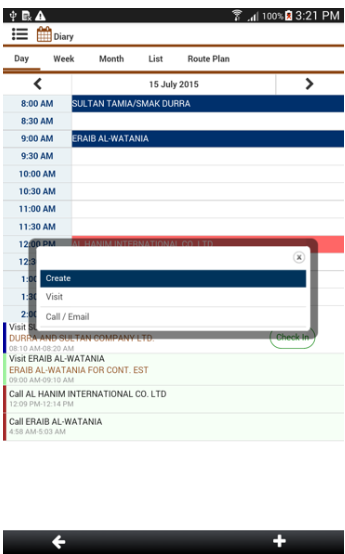 100% 3:21 PM
Diary
Day Week Month List Route Plan
15 July 2015
8:00 AM SULTAN TAMIA/SMAK DURRA
8:30 AM
9:00 AM ERAIB AL-WATANIA
9:30 AM
10:00 AM
10:30 AM
11:00 AM
11:30 AM
12:00 PM AL HANIM INTERNATIONAL CO. LTD
12:3
1:0
Create
1:3
Visit
2:00
Call / Email
Visit SU
DURRA AND SULTAN COMPANY LTD.
Check In
08:10 AM-08:20 AM
Visit ERAIB AL-WATANIA
ERAIB AL-WATANIA FOR CONT. EST
09:00 AM-09:10 AM
Call AL HANIM INTERNATIONAL CO. LTD
12:09 PM-12:14 PM
Call ERAIB AL-WATANIA
4:58 AM-5:03 AM